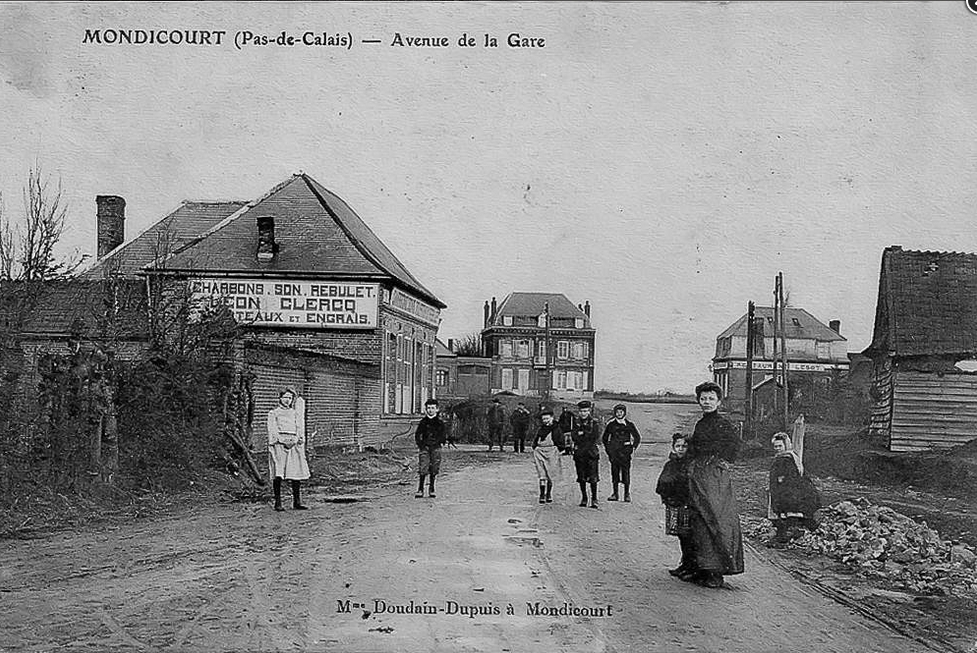 MONDICOURT (Pas-de-Calais) — Avenue de la Gare
CHARBONS. SON. REBULET.
EON CLERCQ
TEAUX ET ENGRAIS.
Mme Doudain-Dupuis à Mondicourt